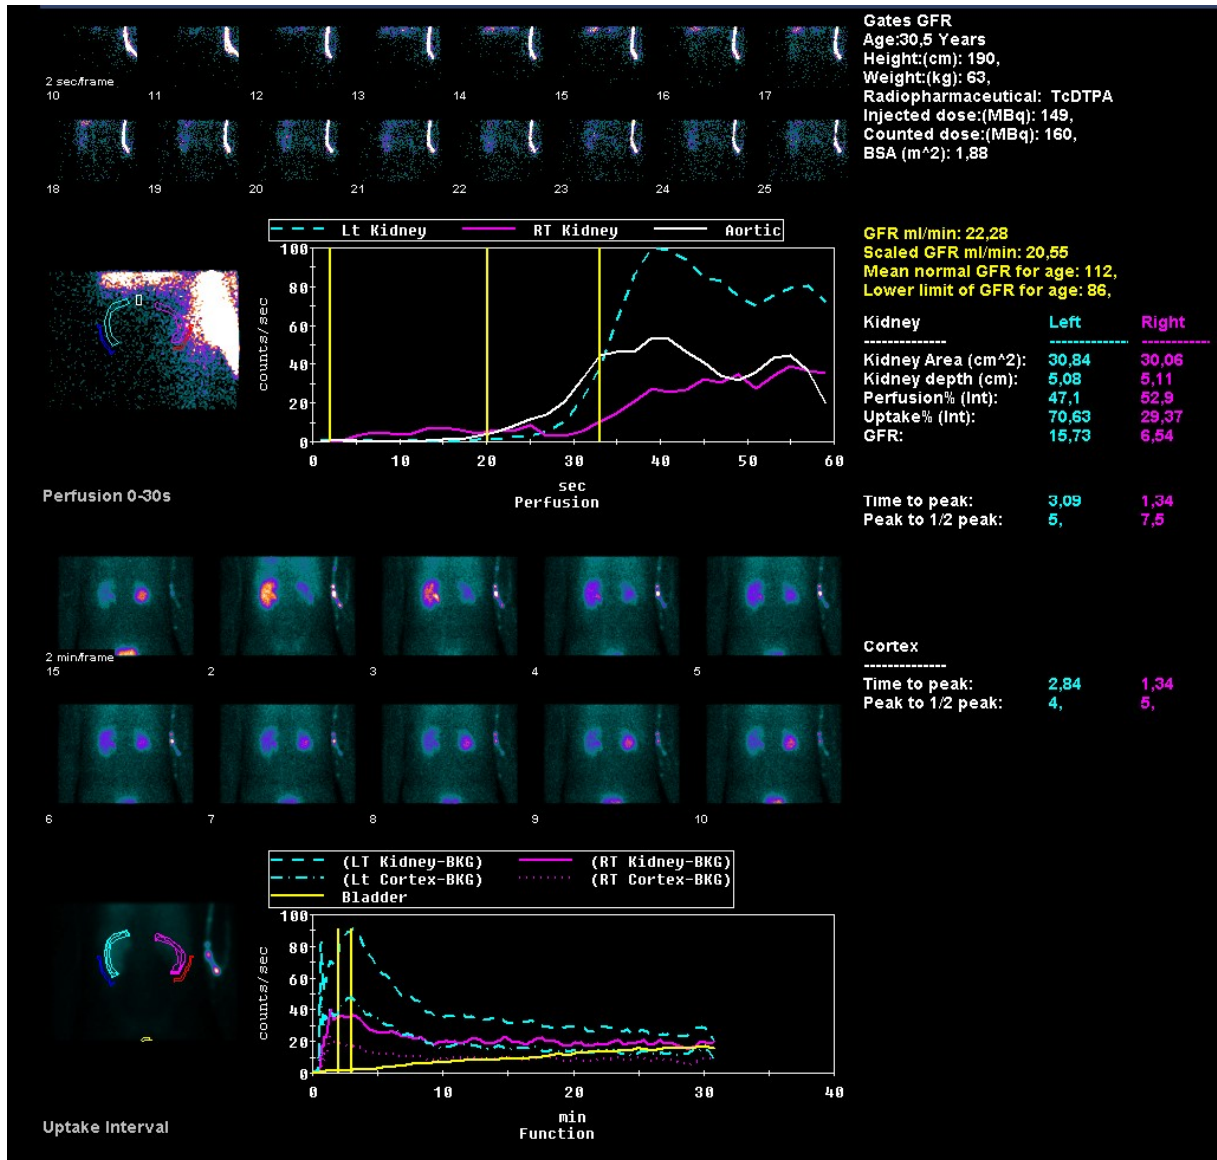 Gates GFR
Age:30,5 Years
Height:(cm): 190,
Weight:(kg): 63,
Radiopharmaceutical: TcDTPA
Injected dose:(MBq): 149,
Counted dose:(MBq): 160,
BSA (m^2): 1,88
2 sec/frame
10 11 12 13 14 15 16 17
18 19 20 21 22 23 24 25
Lt Kidney RT Kidney Aortic
GFR ml/min: 22,28
Scaled GFR ml/min: 20,55
Mean normal GFR for age: 112,
Lower limit of GFR for age: 86,
Kidney Left Right
-------------- -------------- --------------
Kidney Area (cm^2): 30,84 30,06
Kidney depth (cm): 5,08 5,11
Perfusion% (Int): 47,1 52,9
Uptake% (Int): 70,63 29,37
GFR: 15,73 6,54
100
80
60
40
20
0
counts/sec
0 10 20 30 40 50 60
sec
Perfusion
Perfusion 0-30s
Time to peak: 3,09 1,34
Peak to 1/2 peak: 5, 7,5
2 min/frame
15 2 3 4 5
Cortex
--------------
Time to peak: 2,84 1,34
Peak to 1/2 peak: 4, 5,
6 7 8 9 10
(LT Kidney-BKG) (RT Kidney-BKG)
(Lt Cortex-BKG) (RT Cortex-BKG)
Bladder
100
80
60
40
20
0
counts/sec
0 10 20 30 40
min
Function
Uptake Interval